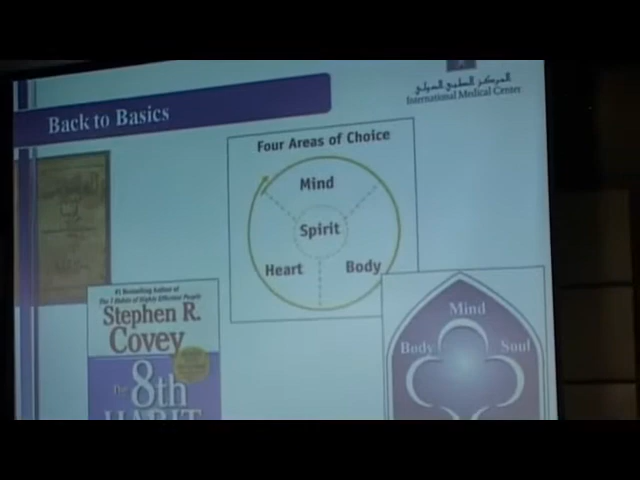 المركز الطبي الدولي
International Medical Center
Back to Basics
Four Areas of Choice
Mind
Spirit
Heart
Body
#1 Bestselling Author of
The 7 Habits of Highly Effective People
Stephen R.
Covey
The
8th
HABIT
Mind
Body
Soul